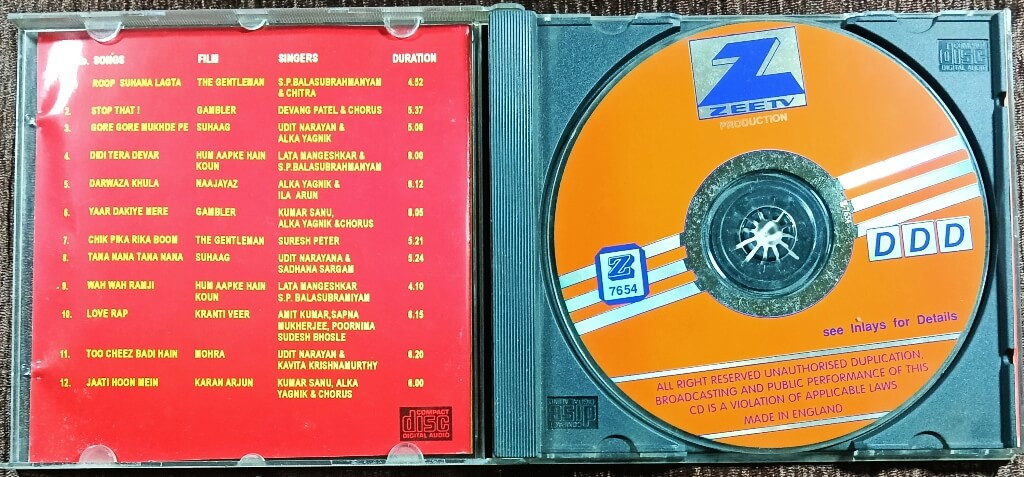 o. SONGS FILM SINGERS DURATION
ROOP SUHANA LAGTA THE GENTLEMAN S.P.BALASUBRAHMANYAM 4.52
& CHITRA
2. STOP THAT ! GAMBLER DEVANG PATEL & CHORUS 5.37
3. GORE GORE MUKHDE PE SUHAAG UDIT NARAYAN & 5.08
ALKA YAGNIK
4. DIDI TERA DEVAR HUM AAPKE HAIN LATA MANGESHKAR & 8.00
KOUN S.P.BALASUBRAHMANYAM
5. DARWAZA KHULA NAAJAYAZ ALKA YAGNIK & 6.12
ILA ARUN
6. YAAR DAKIYE MERE GAMBLER KUMAR SANU, 6.05
ALKA YAGNIK &CHORUS
7. CHIK PIKA RIKA BOOM THE GENTLEMAN SURESH PETER 5.21
8. TANA NANA TANA NANA SUHAAG UDIT NARAYANA & 5.24
SADHANA SARGAM
9. WAH WAH RAMJI HUM AAPKE HAIN LATA MANGESHKAR 4.10
KOUN S.P. BALASUBRAMIYAM
10. LOVE RAP KRANTI VEER AMIT KUMAR,SAPNA 6.15
MUKHERJEE, POORNIMA
SUDESH BHOSLE
11. TOO CHEEZ BADI HAIN MOHRA UDIT NARAYAN & 6.20
KAVITA KRISHNAMURTHY
12. JAATI HOON MEIN KARAN ARJUN KUMAR SANU, ALKA 6.00
YAGNIK & CHORUS
COMPACT
disc
DIGITAL AUDIO
Z
ZEE TV
PRODUCTION
DDD
Z
7654
see Inlays for Details
ALL RIGHT RESERVED UNAUTHORISED DUPLICATION,
BROADCASTING AND PUBLIC PERFORMANCE OF THIS
CD IS A VIOLATION OF APPLICABLE LAWS
MADE IN ENGLAND
COMPACT
disc
DIGITAL AUDIO
COMPACT
disc
DIGITAL AUDIO